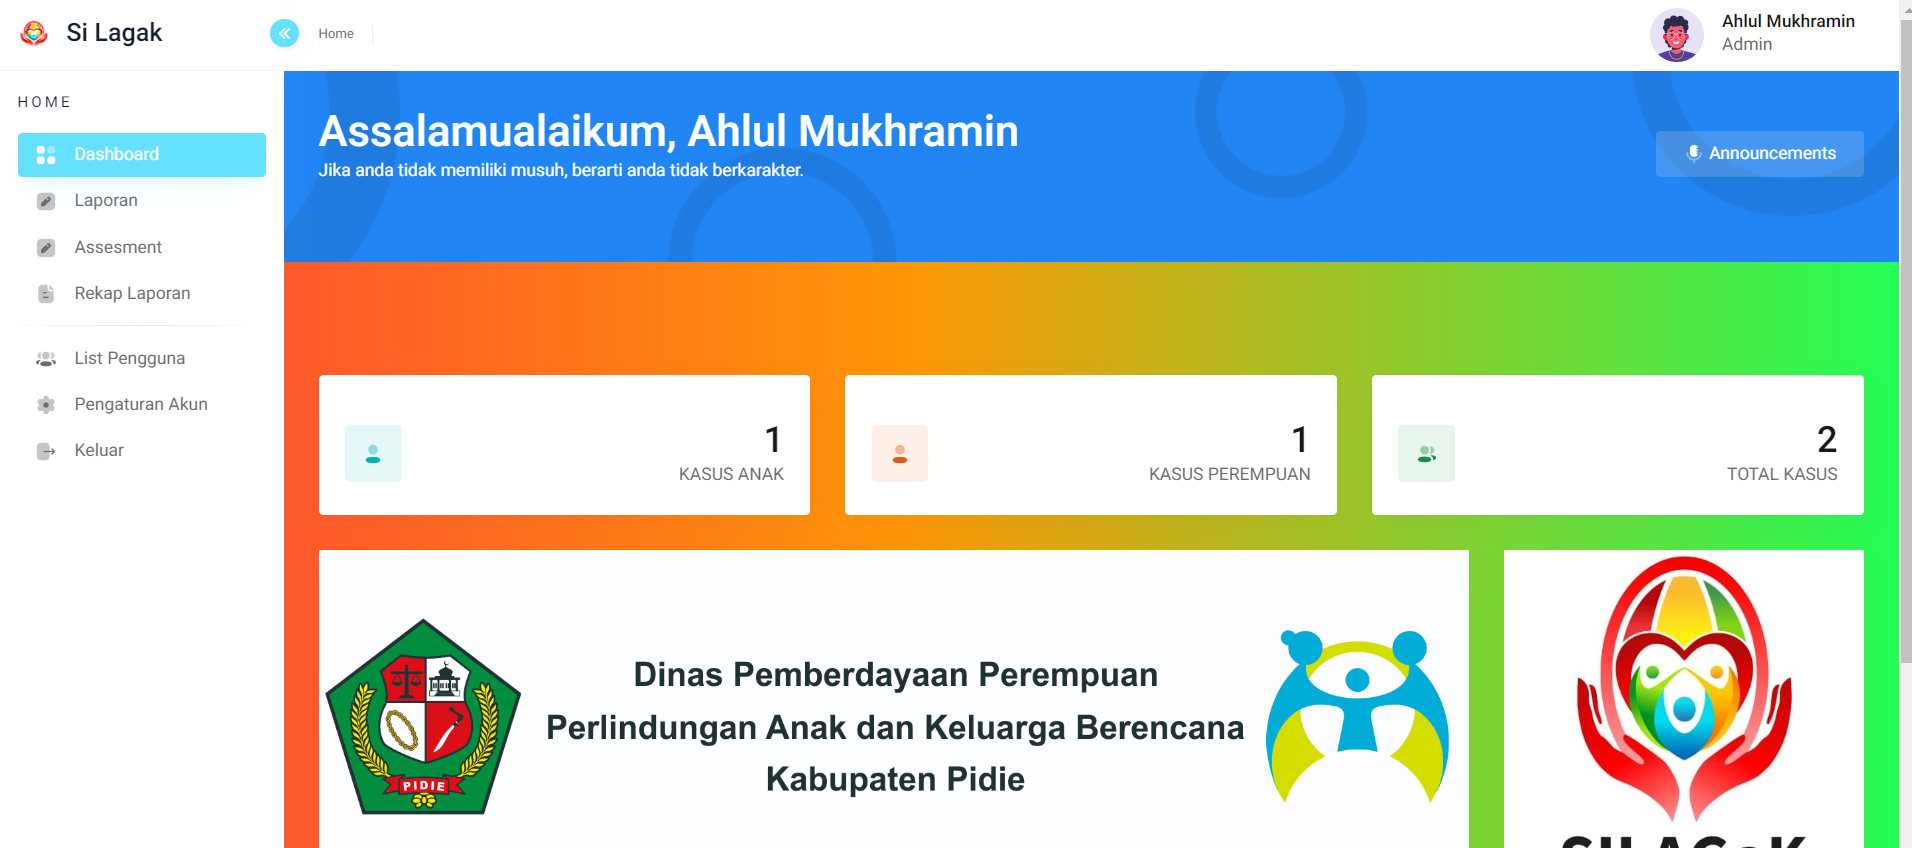 Si Lagak
Home
Ahlul Mukhramin
Admin
HOME
Dashboard
Laporan
Assesment
Rekap Laporan
List Pengguna
Pengaturan Akun
Keluar
Assalamualaikum, Ahlul Mukhramin
Jika anda tidak memiliki musuh, berarti anda tidak berkarakter.
Announcements
1
KASUS ANAK
1
KASUS PEREMPUAN
2
TOTAL KASUS
PIDIE
Dinas Pemberdayaan Perempuan
Perlindungan Anak dan Keluarga Berencana
Kabupaten Pidie